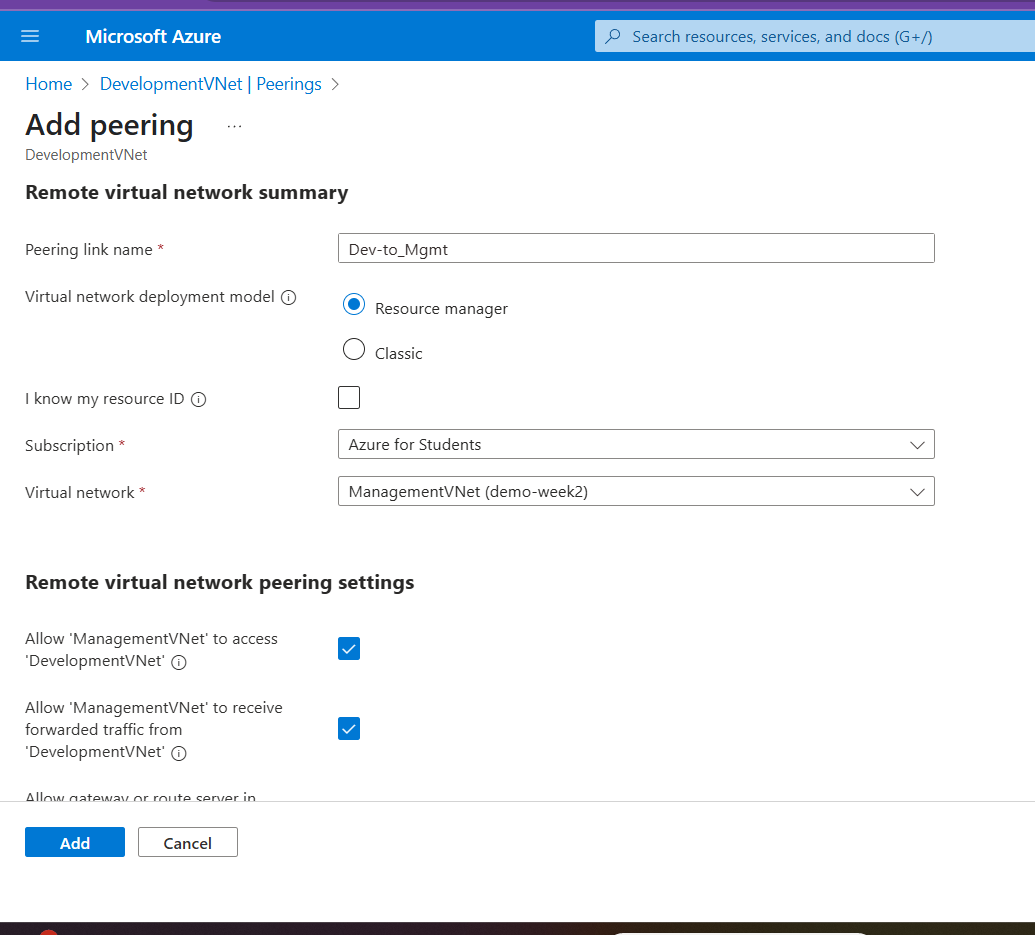 Microsoft Azure
Search resources, services, and docs (G+/)
Home > DevelopmentVNet | Peerings >
Add peering ...
DevelopmentVNet
Remote virtual network summary
Peering link name *
Dev-to_Mgmt
Virtual network deployment model
Resource manager
Classic
I know my resource ID
Subscription *
Azure for Students
Virtual network *
ManagementVNet (demo-week2)
Remote virtual network peering settings
Allow 'ManagementVNet' to access
'DevelopmentVNet'
Allow 'ManagementVNet' to receive
forwarded traffic from
'DevelopmentVNet'
Allow gateway or route server in
Add
Cancel